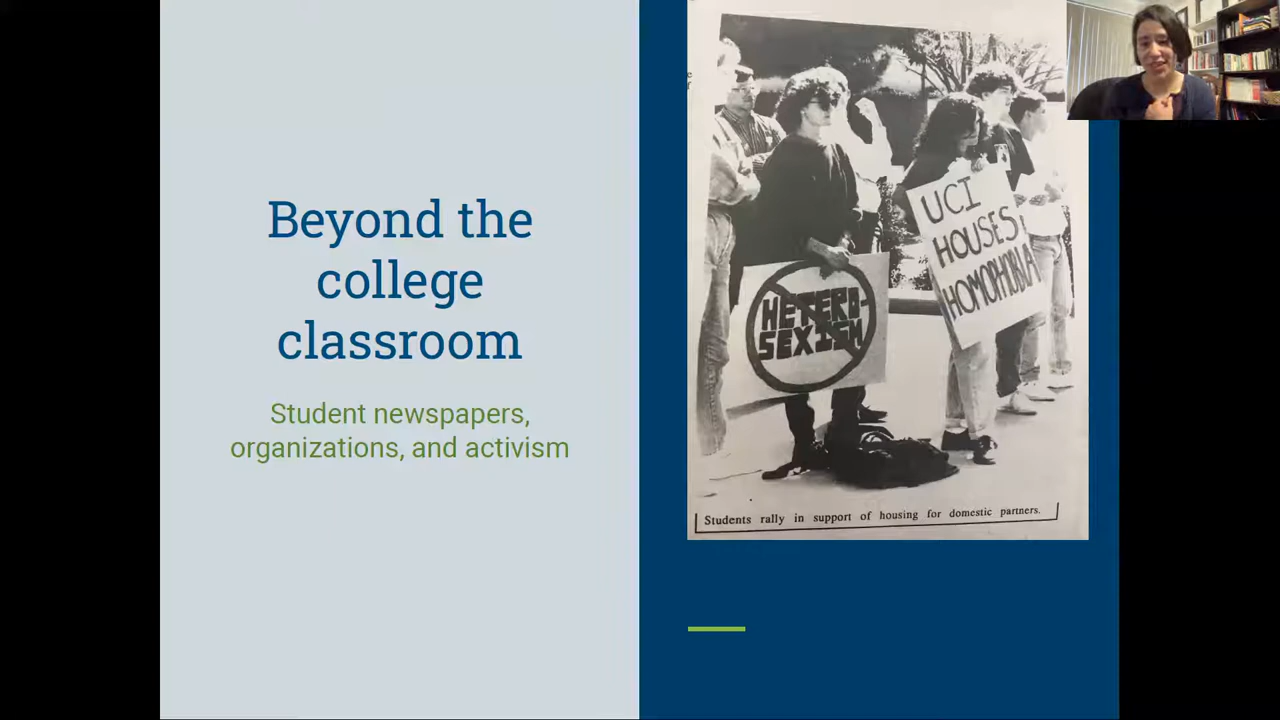 Beyond the
college
classroom
Student newspapers,
organizations, and activism
HETERO-
SEXISM
UCI
HOUSES
HOMOPHOBIA
Students rally in support of housing for domestic partners.